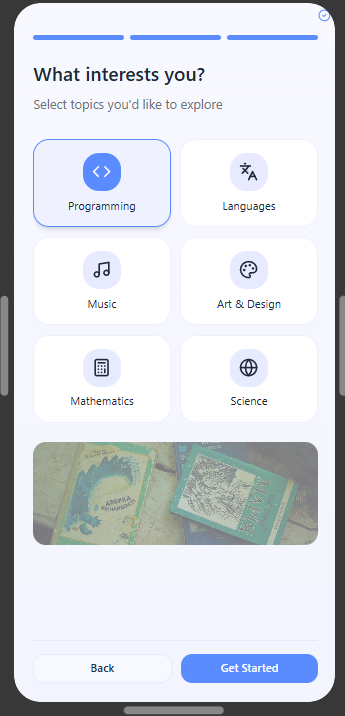 What interests you?
Select topics you'd like to explore
Programming
Languages
Music
Art & Design
Mathematics
Science
Back
Get Started